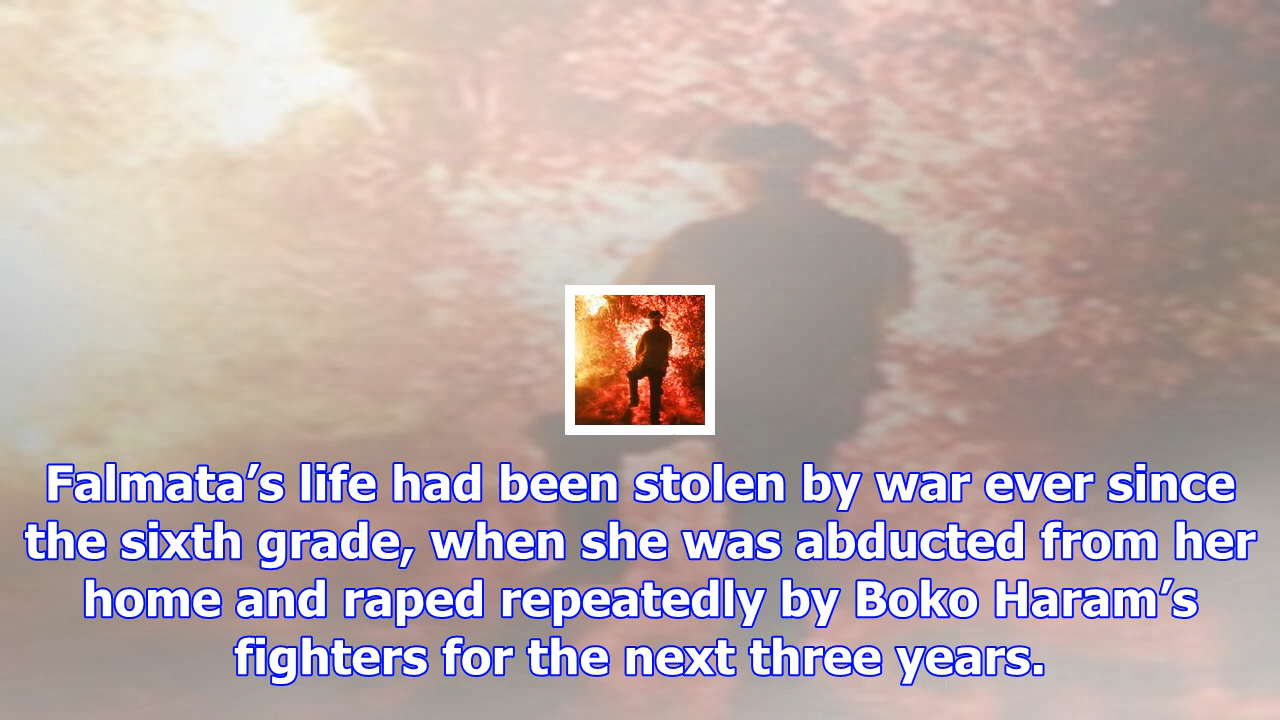 Falmata’s life had been stolen by war ever since
the sixth grade, when she was abducted from her
home and raped repeatedly by Boko Haram’s
fighters for the next three years.